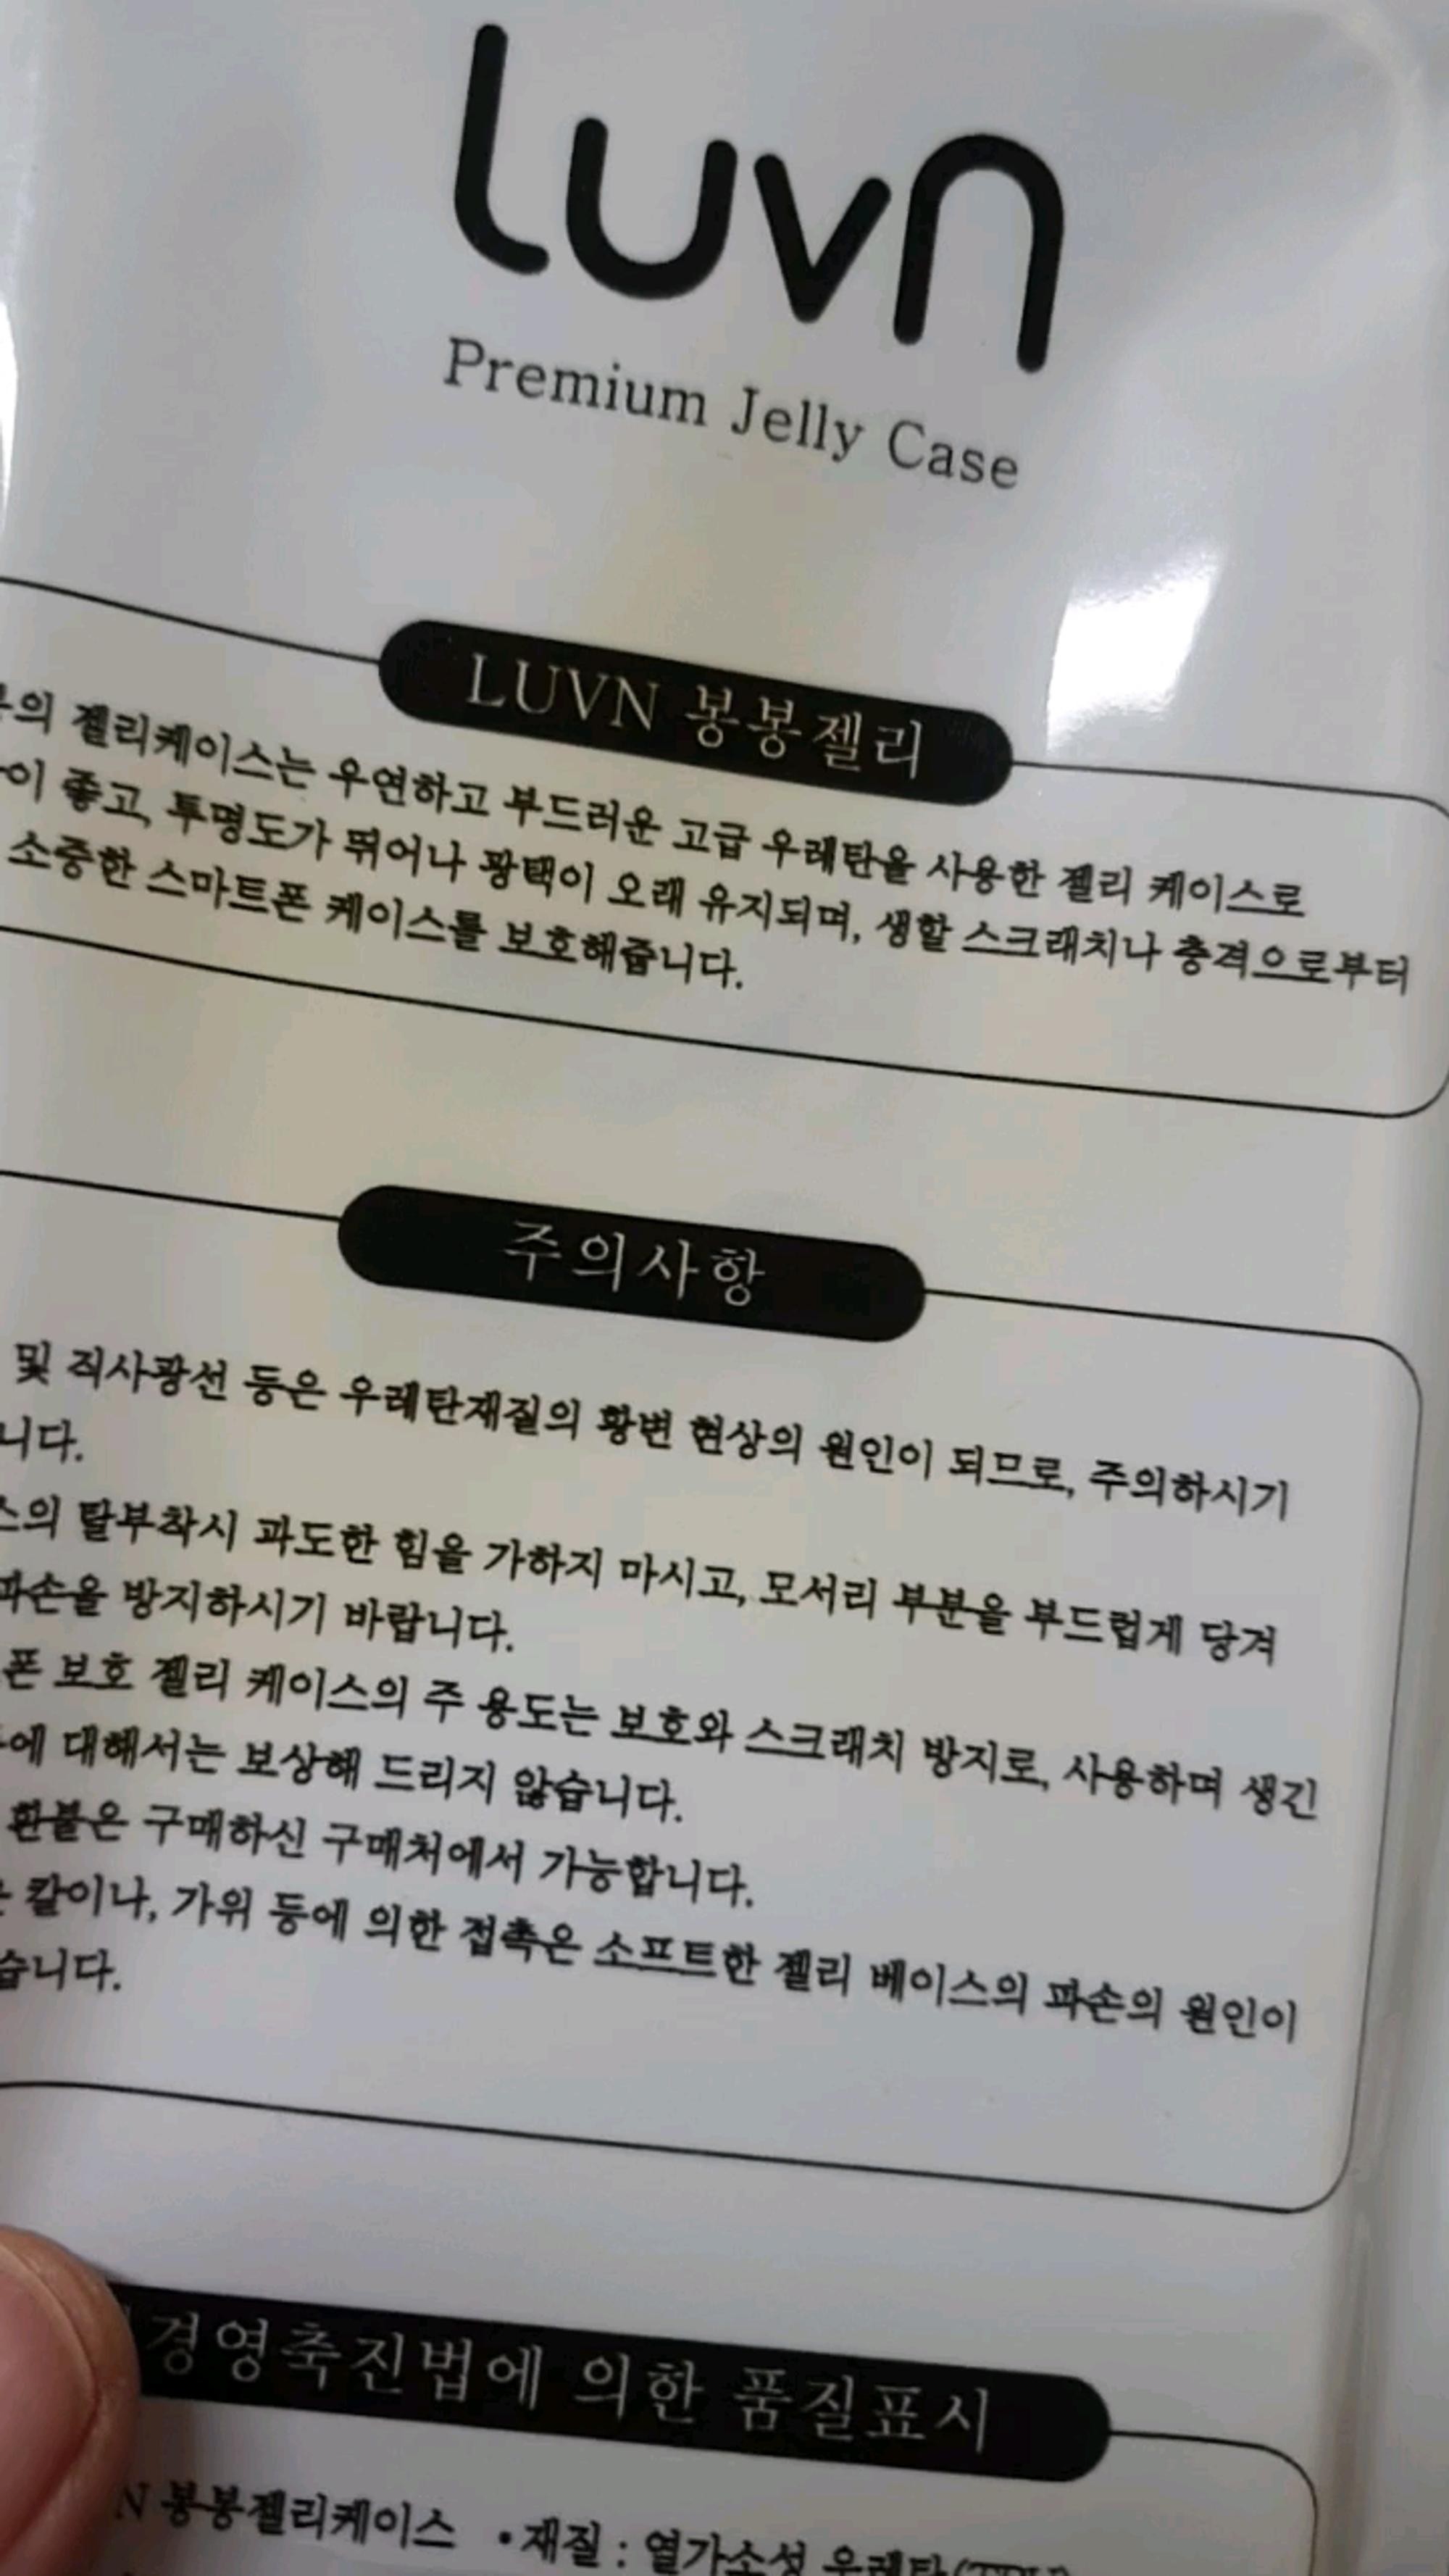 luvn
Premium Jelly Case
LUVN 봉봉젤리
젤리케이스는 우연하고 부드러운 고급 우레탄을 사용한 젤리 케이스로
좋고, 투명도가 뛰어나 광택이 오래 유지되며, 생활 스크래치나 충격으로부터
소중한 스마트폰 케이스를 보호해줍니다.
주의사항
및 직사광선 등은 우레탄재질의 황변 현상의 원인이 되므로, 주의하시기
니다.
스의 탈부착시 과도한 힘을 가하지 마시고, 모서리 부분을 부드럽게 당겨
파손을 방지하시기 바랍니다.
폰 보호 젤리 케이스의 주 용도는 보호와 스크래치 방지로, 사용하며 생긴
에 대해서는 보상해 드리지 않습니다.
환불은 구매하신 구매처에서 가능합니다.
칼이나, 가위 등에 의한 접촉은 소프트한 젤리 베이스의 파손의 원인이
습니다.
경영촉진법에 의한 품질표시
N 봉봉젤리케이스 • 재질 : 열가소성 우레탄(TPU)